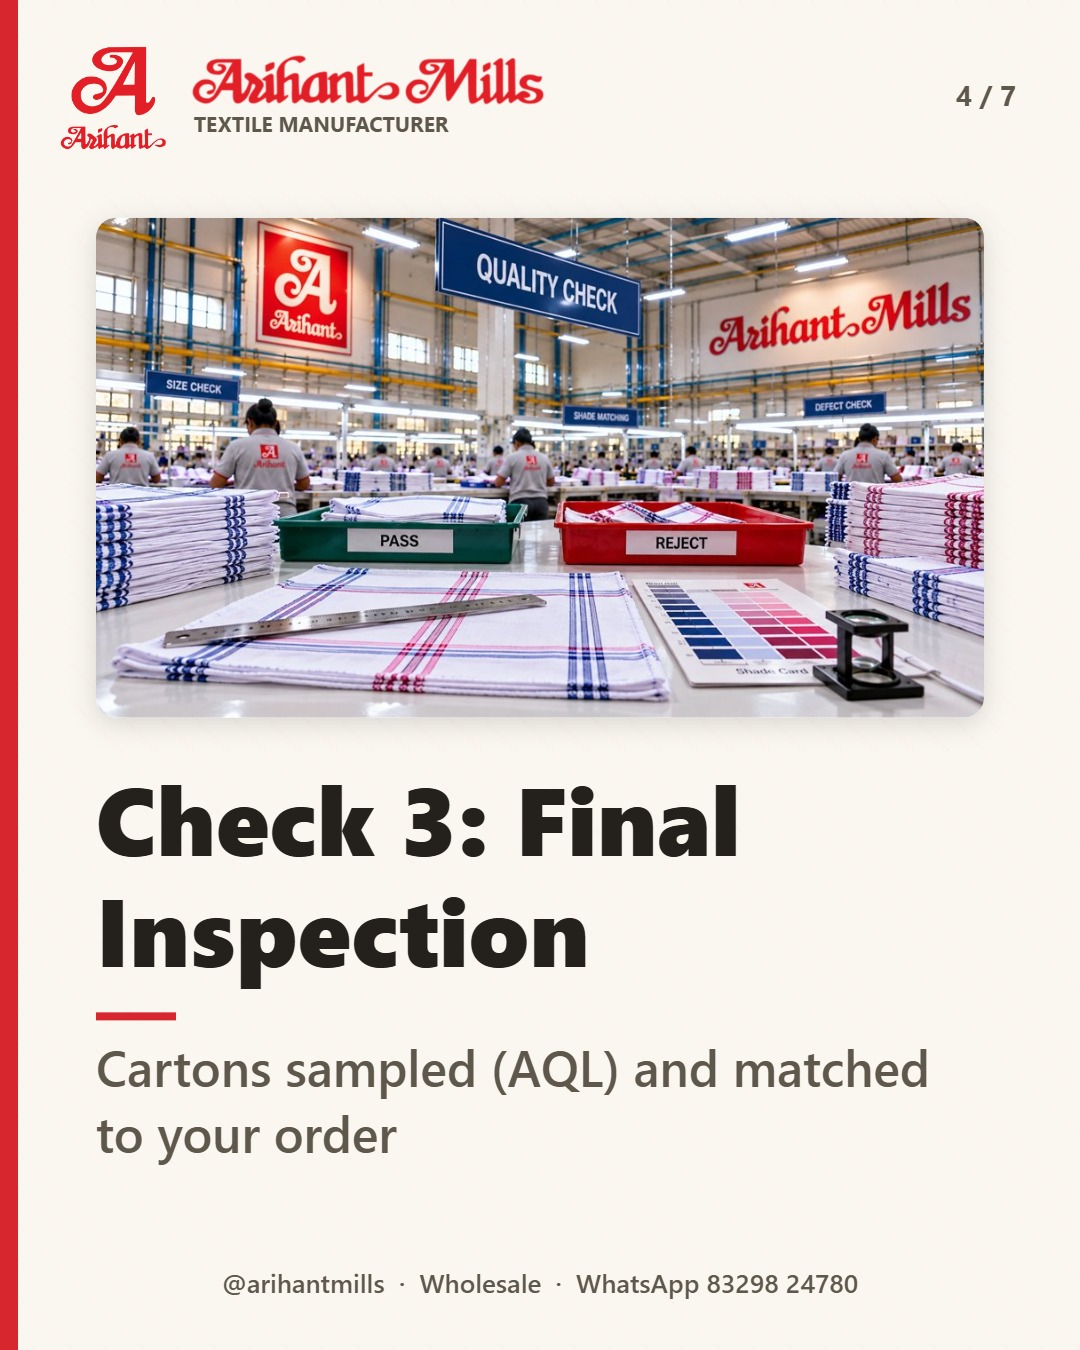 A
Arihant
Arihant Mills
TEXTILE MANUFACTURER
4 / 7
A
Arihant
QUALITY CHECK
Arihant Mills
SIZE CHECK
SHADE MATCHING
DEFECT CHECK
PASS
REJECT
Shade Card
Check 3: Final
Inspection
Cartons sampled (AQL) and matched
to your order
@arihantmills · Wholesale · WhatsApp 83298 24780